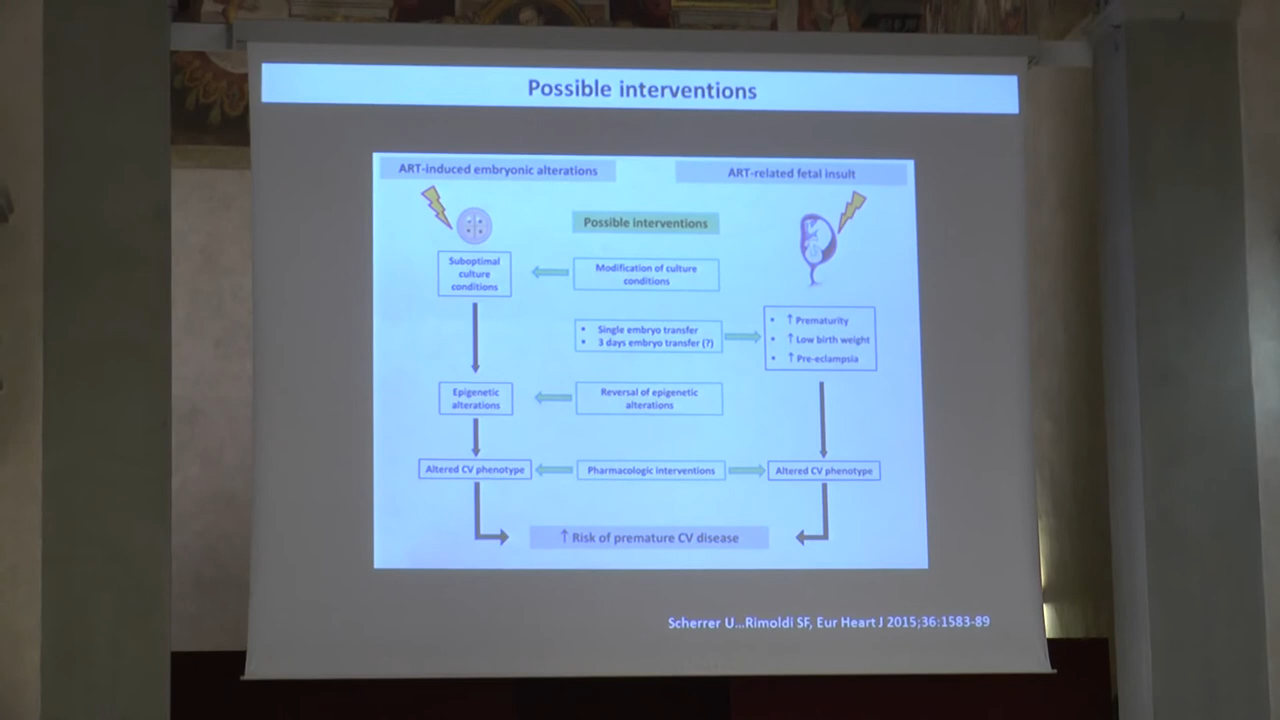 Possible interventions
ART-induced embryonic alterations
ART-related fetal insult
Possible interventions
Suboptimal
culture
conditions
Modification of culture
conditions
• Single embryo transfer
• 3 days embryo transfer (?)
• ↑ Prematurity
• ↑ Low birth weight
• ↑ Pre-eclampsia
Epigenetic
alterations
Reversal of epigenetic
alterations
Altered CV phenotype
Pharmacologic interventions
Altered CV phenotype
↑ Risk of premature CV disease
Scherrer U...Rimoldi SF, Eur Heart J 2015;36:1583-89